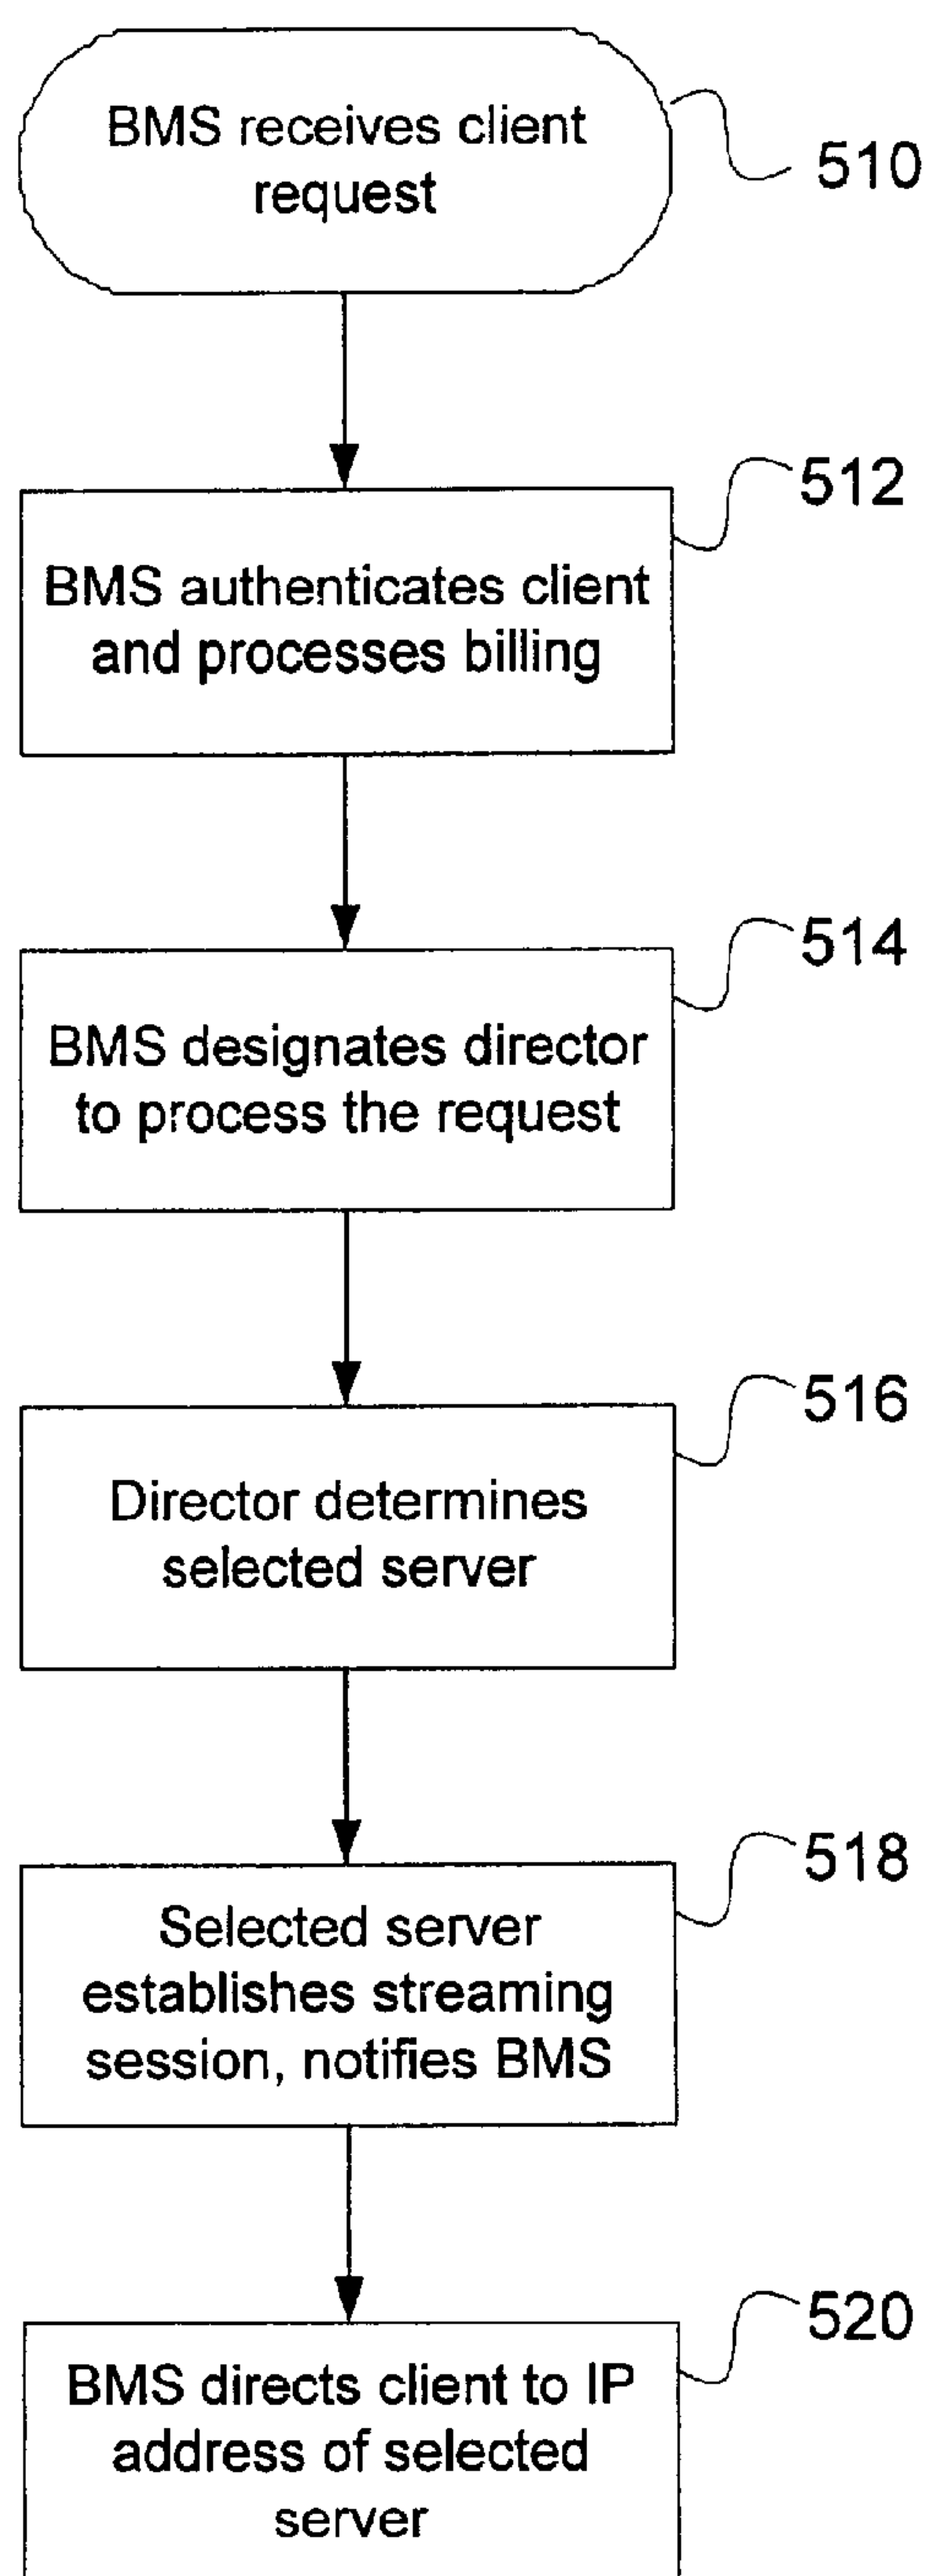 BMS receives client
request
510
512
BMS authenticates client
and processes billing
514
BMS designates director
to process the request
516
Director determines
selected server
518
Selected server
establishes streaming
session, notifies BMS
520
BMS directs client to IP
address of selected
server